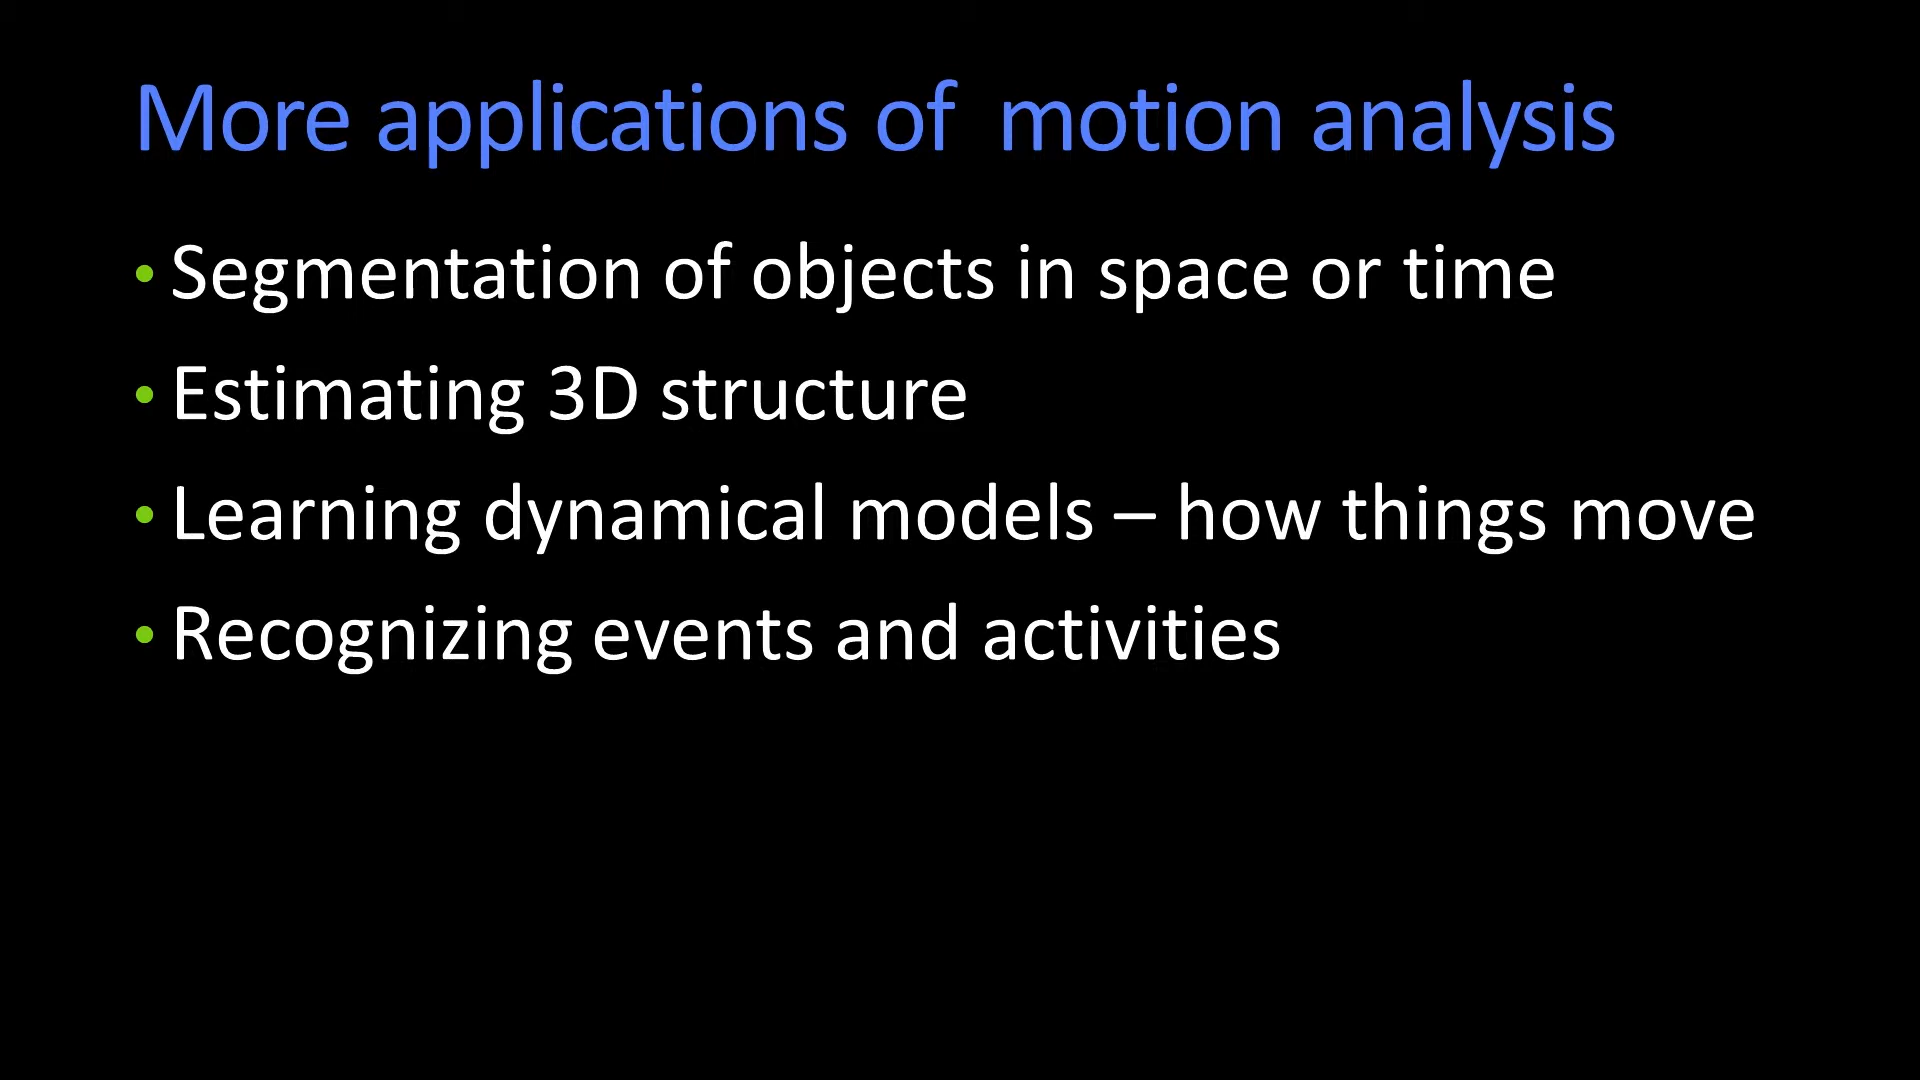 More applications of  motion analysis
• Segmentation of objects in space or time
• Estimating 3D structure
• Learning dynamical models – how things move
• Recognizing events and activities